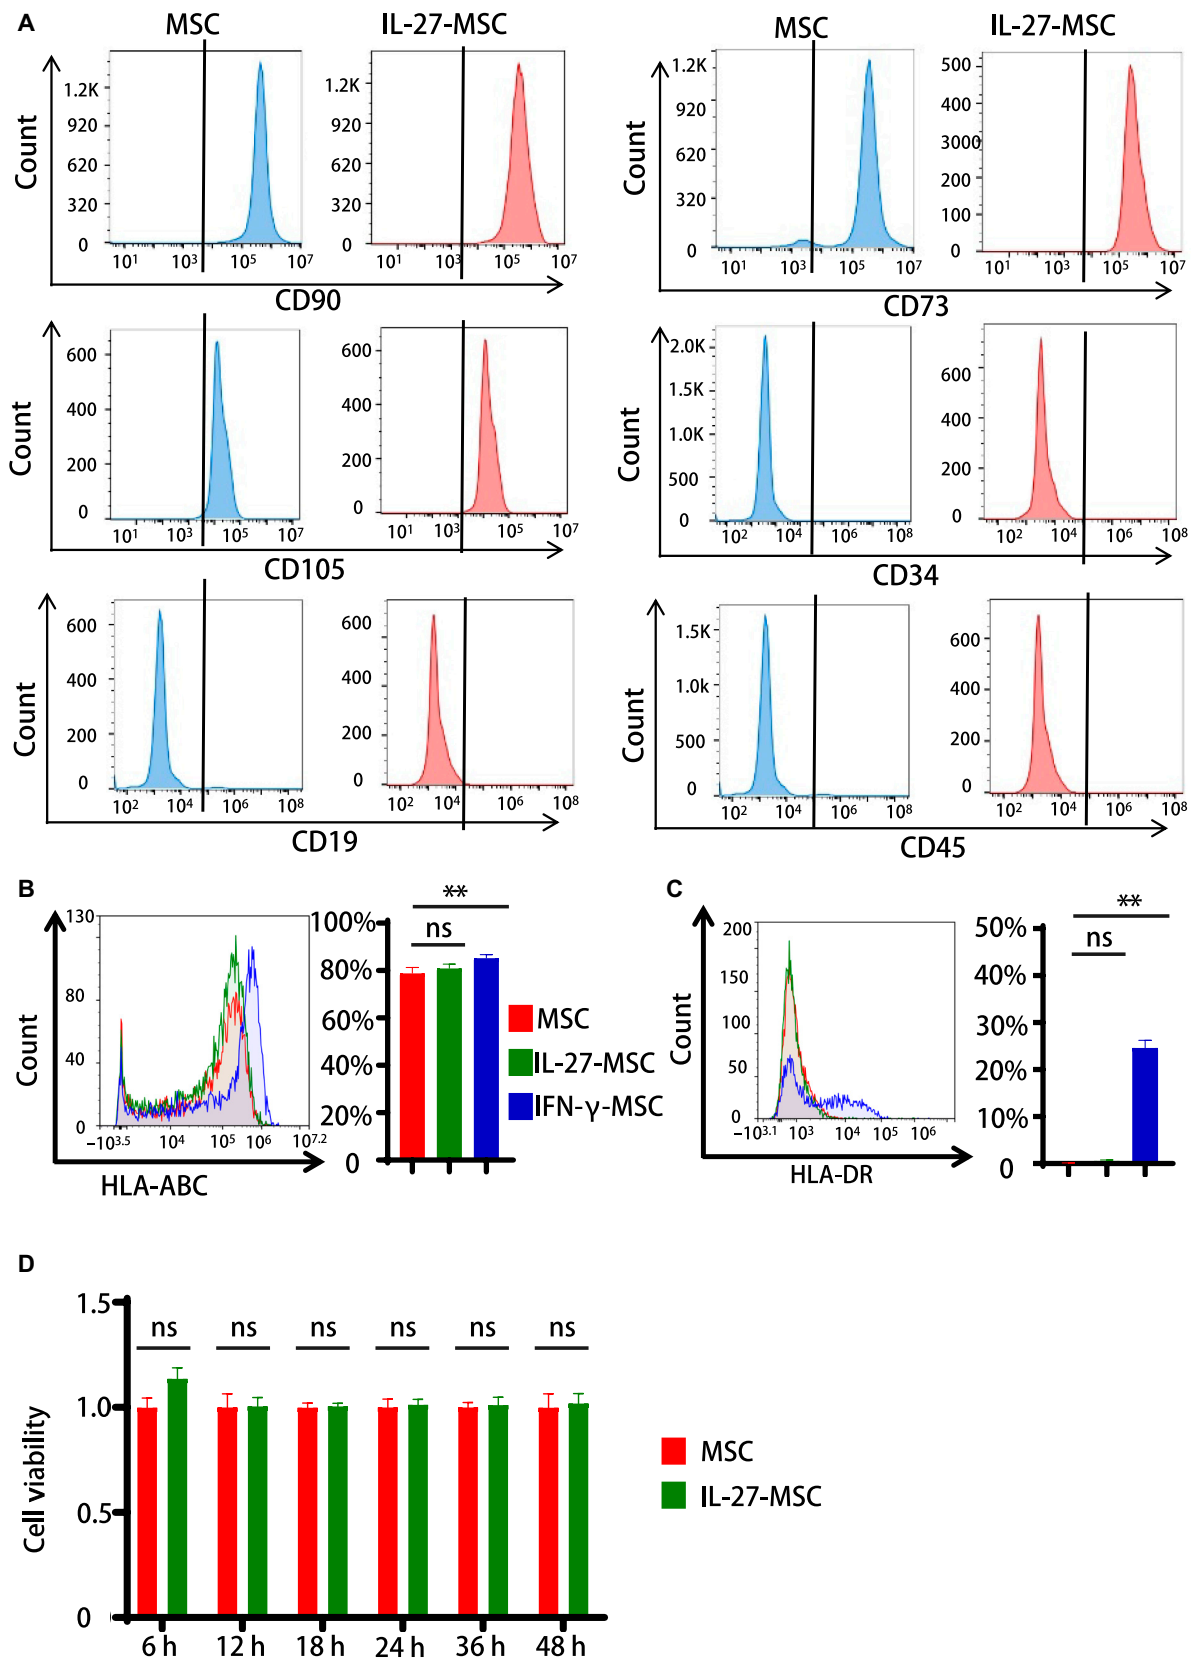 A
MSC IL-27-MSC MSC IL-27-MSC
Count
1.2K
920
620
320
0
10¹ 10³ 10⁵ 10⁷
1.2K
920
620
320
0
10¹ 10³ 10⁵ 10⁷
CD90
Count
1.2K
920
620
320
0
10¹ 10³ 10⁵ 10⁷
500
400
3000
200
100
0
10¹ 10³ 10⁵ 10⁷
CD73
Count
600
400
200
0
10¹ 10³ 10⁵ 10⁷
600
400
200
0
10¹ 10³ 10⁵ 10⁷
CD105
Count
2.0K
1.5K
1.0K
500
0
10² 10⁴ 10⁶ 10⁸
600
400
200
0
10² 10⁴ 10⁶ 10⁸
CD34
Count
600
400
200
0
10² 10⁴ 10⁶ 10⁸
600
400
200
0
10² 10⁴ 10⁶ 10⁸
CD19
Count
1.5K
1.0k
500
0
10² 10⁴ 10⁶ 10⁸
600
400
200
0
10² 10⁴ 10⁶ 10⁸
CD45
B
Count
130
80
40
0
−10³·⁵ 10⁴ 10⁵ 10⁶ 10⁷·²
HLA-ABC
100%
80%
60%
40%
20%
0
**
ns
MSC
IL-27-MSC
IFN-γ-MSC
C
Count
200
150
100
50
0
−10³·¹ 10³ 10⁴ 10⁵ 10⁶
HLA-DR
50%
40%
30%
20%
10%
0
**
ns
D
Cell viability
1.5
1.0
0.5
0
ns ns ns ns ns ns
6 h 12 h 18 h 24 h 36 h 48 h
MSC
IL-27-MSC